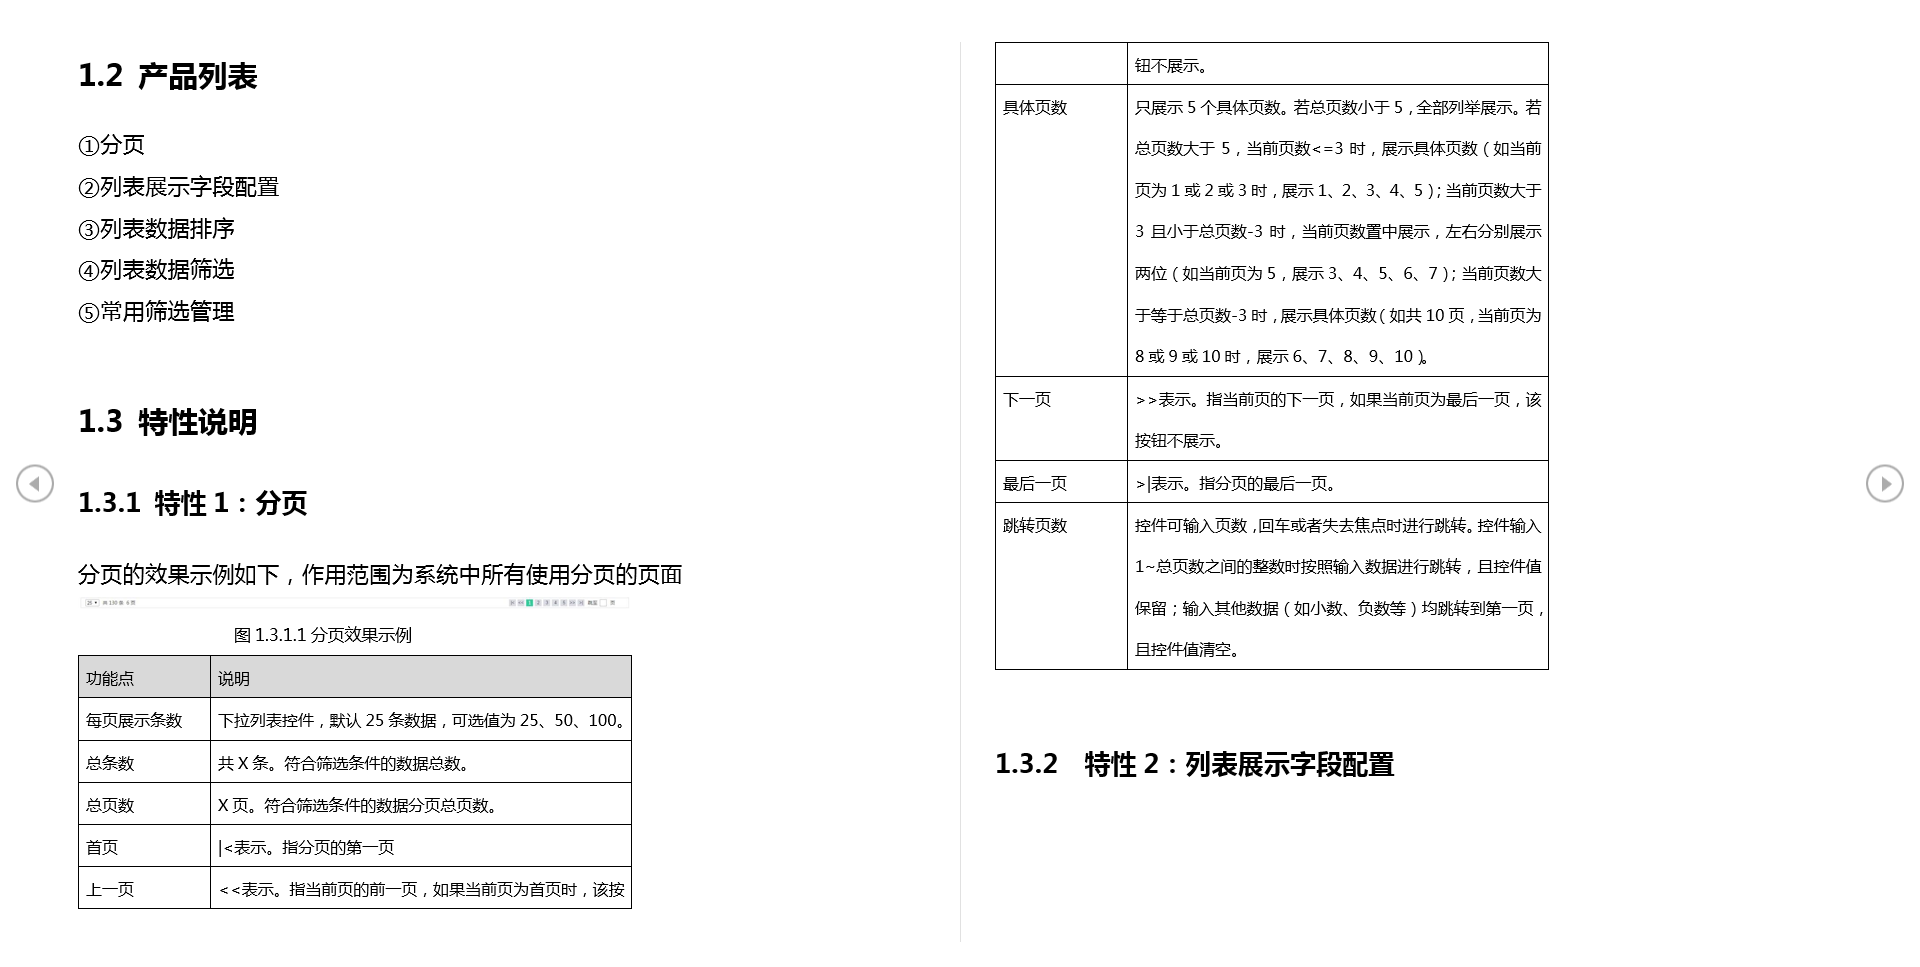 1.2 产品列表
①分页
②列表展示字段配置
③列表数据排序
④列表数据筛选
⑤常用筛选管理
1.3 特性说明
1.3.1 特性 1：分页
分页的效果示例如下，作用范围为系统中所有使用分页的页面
25 共 130 条 6 页 |< << 1 2 3 4 5 >> >| 跳至 页
图 1.3.1.1 分页效果示例
功能点 说明
每页展示条数 下拉列表控件，默认 25 条数据，可选值为 25、50、100。
总条数 共 X 条。符合筛选条件的数据总数。
总页数 X 页。符合筛选条件的数据分页总页数。
首页 |<表示。指分页的第一页
上一页 <<表示。指当前页的前一页，如果当前页为首页时，该按
钮不展示。
具体页数 只展示 5 个具体页数。若总页数小于 5，全部列举展示。若
总页数大于 5，当前页数<=3 时，展示具体页数（如当前
页为 1 或 2 或 3 时，展示 1、2、3、4、5）；当前页数大于
3 且小于总页数-3 时，当前页数置中展示，左右分别展示
两位（如当前页为 5，展示 3、4、5、6、7）；当前页数大
于等于总页数-3 时，展示具体页数（如共 10 页，当前页为
8 或 9 或 10 时，展示 6、7、8、9、10）。
下一页 >>表示。指当前页的下一页，如果当前页为最后一页，该
按钮不展示。
最后一页 >|表示。指分页的最后一页。
跳转页数 控件可输入页数，回车或者失去焦点时进行跳转。控件输入
1~总页数之间的整数时按照输入数据进行跳转，且控件值
保留；输入其他数据（如小数、负数等）均跳转到第一页，
且控件值清空。
1.3.2 特性 2：列表展示字段配置